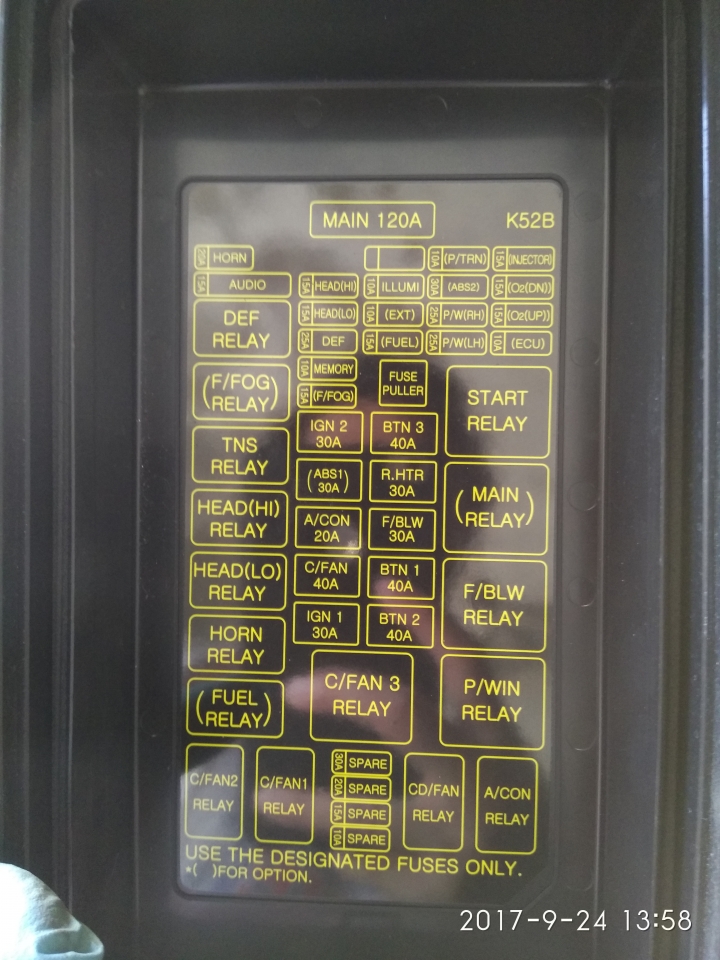 MAIN 120A
K52B
20A HORN
10A (P/TRN)
15A (INJECTOR)
15A AUDIO
15A HEAD(HI)
10A ILLUMI
30A (ABS2)
15A (O2(DN))
DEF
RELAY
15A HEAD(LO)
10A (EXT)
25A P/W(RH)
15A (O2(UP))
25A DEF
15A (FUEL)
25A P/W(LH)
10A (ECU)
(F/FOG
RELAY)
10A MEMORY
15A (F/FOG)
FUSE
PULLER
START
RELAY
TNS
RELAY
IGN 2
30A
BTN 3
40A
(ABS1
30A)
R.HTR
30A
(MAIN
RELAY)
HEAD(HI)
RELAY
A/CON
20A
F/BLW
30A
HEAD(LO)
RELAY
C/FAN
40A
BTN 1
40A
F/BLW
RELAY
HORN
RELAY
IGN 1
30A
BTN 2
40A
(FUEL
RELAY)
C/FAN 3
RELAY
P/WIN
RELAY
C/FAN2
RELAY
C/FAN1
RELAY
30A SPARE
20A SPARE
15A SPARE
10A SPARE
CD/FAN
RELAY
A/CON
RELAY
USE THE DESIGNATED FUSES ONLY.
*( )FOR OPTION.
2017-9-24 13:58